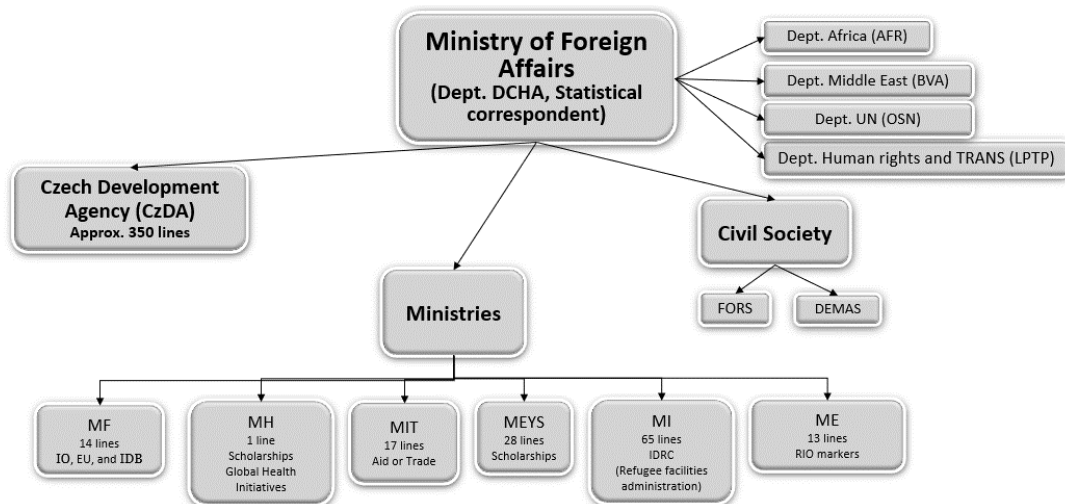 Ministry of Foreign
Affairs
(Dept. DCHA, Statistical
correspondent)
Dept. Africa (AFR)
Dept. Middle East (BVA)
Dept. UN (OSN)
Dept. Human rights and TRANS (LPTP)
Czech Development
Agency (CzDA)
Approx. 350 lines
Civil Society
FORS
DEMAS
Ministries
MF
14 lines
IO, EU, and IDB
MH
1 line
Scholarships
Global Health
Initiatives
MIT
17 lines
Aid or Trade
MEYS
28 lines
Scholarships
MI
65 lines
IDRC
(Refugee facilities
administration)
ME
13 lines
RIO markers